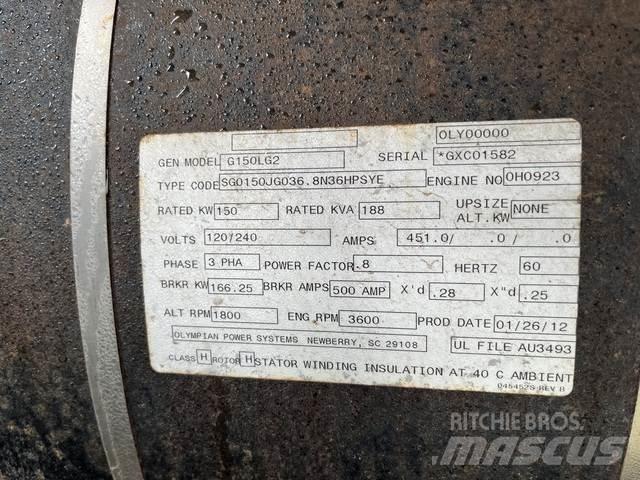 OLY00000
GEN MODEL G150LG2 SERIAL *GXC01582
TYPE CODE SG0150JG036.8N36HPSYE ENGINE NO 0H0923
RATED KW 150 RATED KVA 188 UPSIZE ALT.KW NONE
VOLTS 120/240 AMPS 451.0/ .0/ .0
PHASE 3 PHA POWER FACTOR .8 HERTZ 60
BRKR KW 166.25 BRKR AMPS 500 AMP X'd .28 X"d .25
ALT RPM 1800 ENG RPM 3600 PROD DATE 01/26/12
OLYMPIAN POWER SYSTEMS NEWBERRY, SC 29108 UL FILE AU3493
CLASS H ROTOR H STATOR WINDING INSULATION AT 40 C AMBIENT
045452S REV B
RITCHIE BROS.
MASCUS